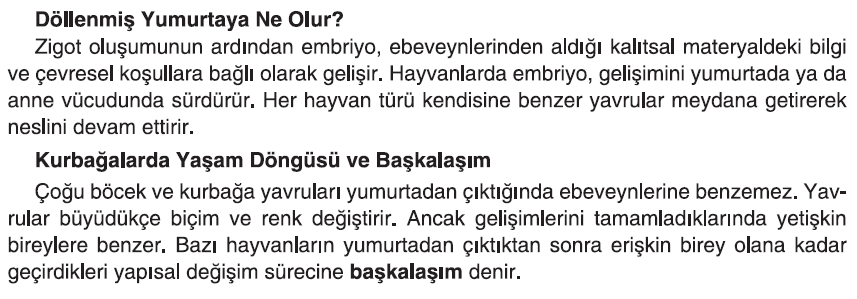 Döllenmiş Yumurtaya Ne Olur?
Zigot oluşumunun ardından embriyo, ebeveynlerinden aldığı kalıtsal materyaldeki bilgi
ve çevresel koşullara bağlı olarak gelişir. Hayvanlarda embriyo, gelişimini yumurtada ya da
anne vücudunda sürdürür. Her hayvan türü kendisine benzer yavrular meydana getirerek
neslini devam ettirir.
Kurbağalarda Yaşam Döngüsü ve Başkalaşım
Çoğu böcek ve kurbağa yavruları yumurtadan çıktığında ebeveynlerine benzemez. Yav-
rular büyüdükçe biçim ve renk değiştirir. Ancak gelişimlerini tamamladıklarında yetişkin
bireylere benzer. Bazı hayvanların yumurtadan çıktıktan sonra erişkin birey olana kadar
geçirdikleri yapısal değişim sürecine başkalaşım denir.